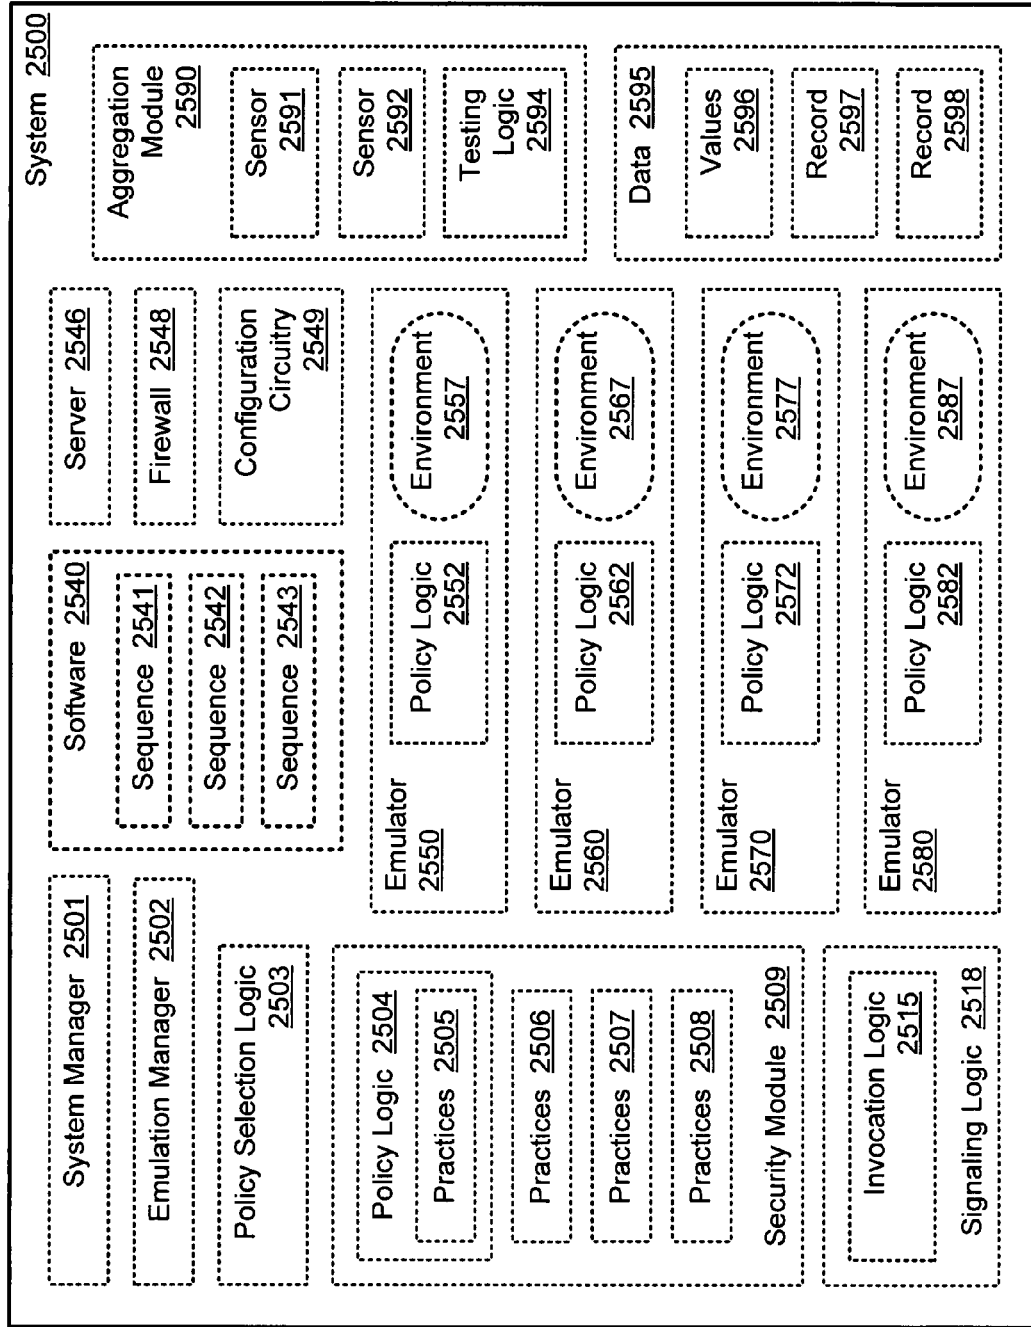 System 2500
System Manager 2501
Emulation Manager 2502
Policy Selection Logic
2503
Policy Logic 2504
Practices 2505
Practices 2506
Practices 2507
Practices 2508
Security Module 2509
Invocation Logic
2515
Signaling Logic 2518
Software 2540
Sequence 2541
Sequence 2542
Sequence 2543
Server 2546
Firewall 2548
Configuration
Circuitry
2549
Emulator
2550
Policy Logic
2552
Environment
2557
Emulator
2560
Policy Logic
2562
Environment
2567
Emulator
2570
Policy Logic
2572
Environment
2577
Emulator
2580
Policy Logic
2582
Environment
2587
Aggregation
Module
2590
Sensor
2591
Sensor
2592
Testing
Logic
2594
Data 2595
Values
2596
Record
2597
Record
2598